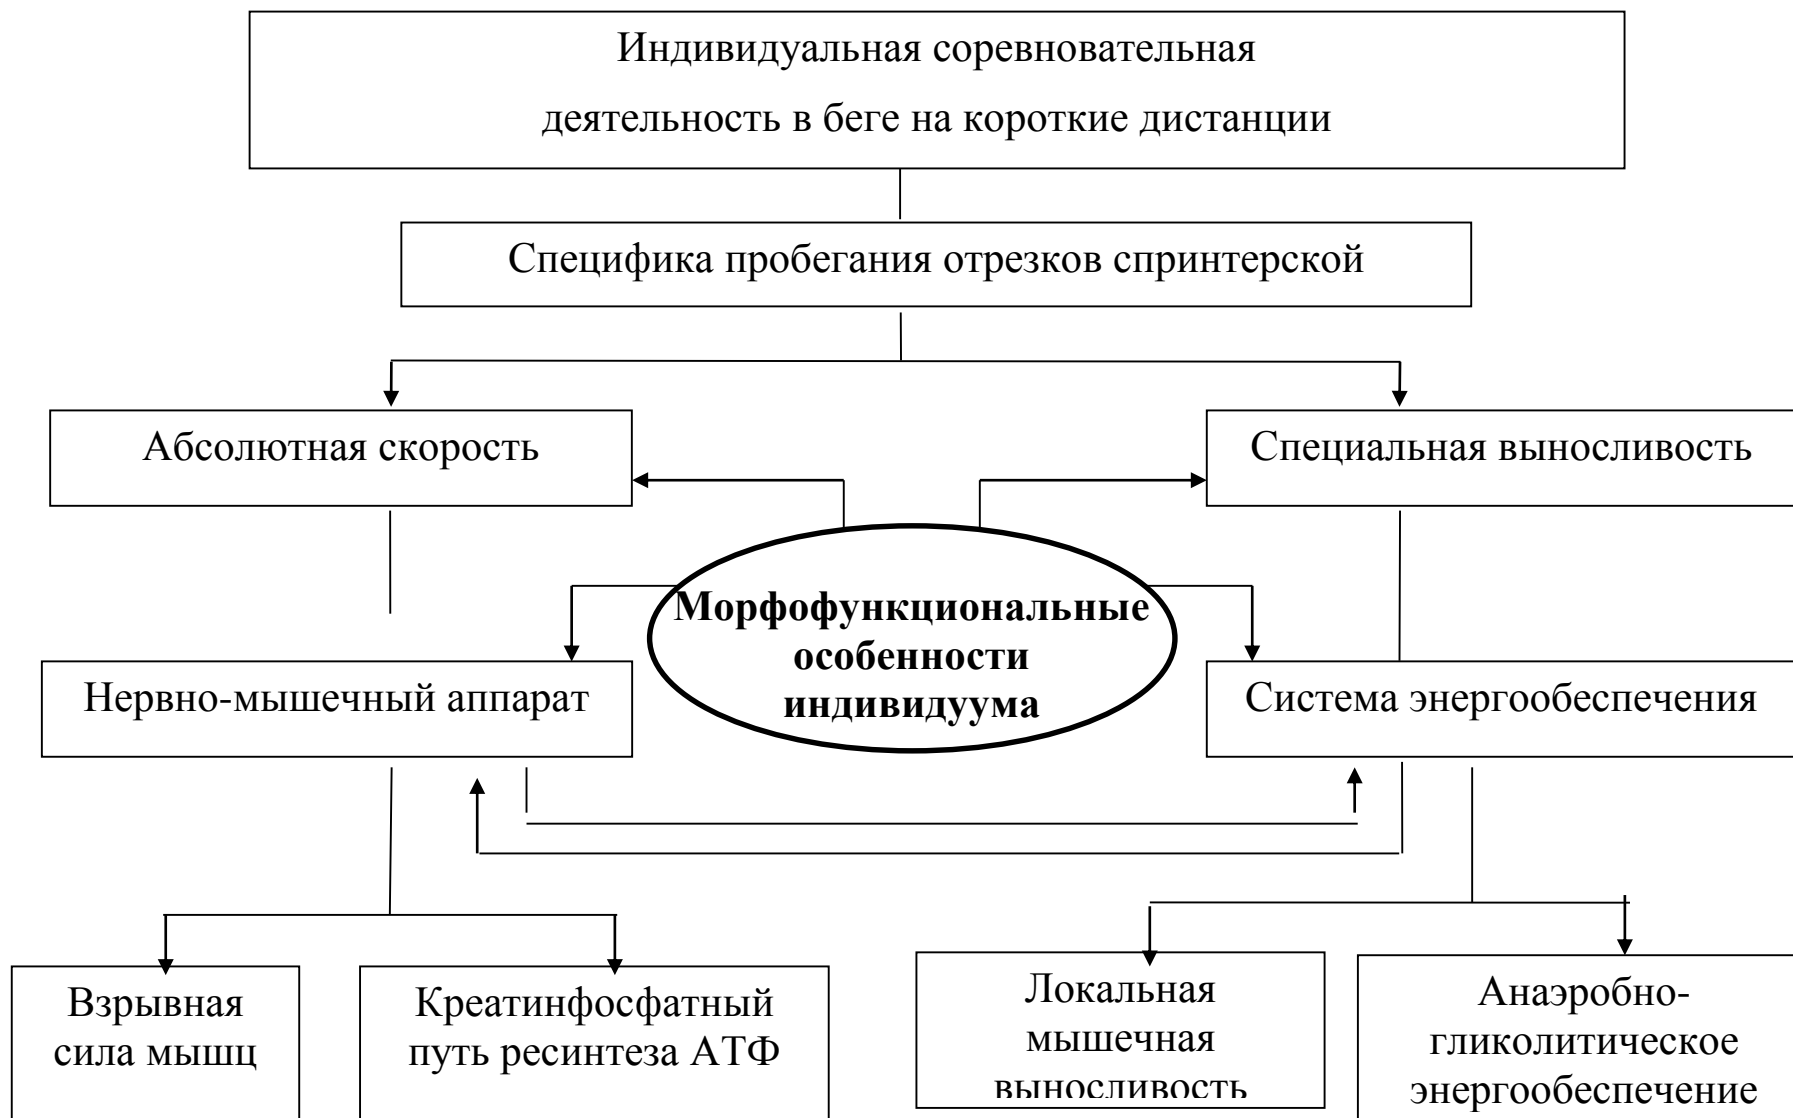 Индивидуальная соревновательная
деятельность в беге на короткие дистанции
Специфика пробегания отрезков спринтерской
Абсолютная скорость
Специальная выносливость
Морфофункциональные
особенности
индивидуума
Нервно-мышечный аппарат
Система энергообеспечения
Взрывная
сила мышц
Креатинфосфатный
путь ресинтеза АТФ
Локальная
мышечная
выносливость
Анаэробно-
гликолитическое
энергообеспечение